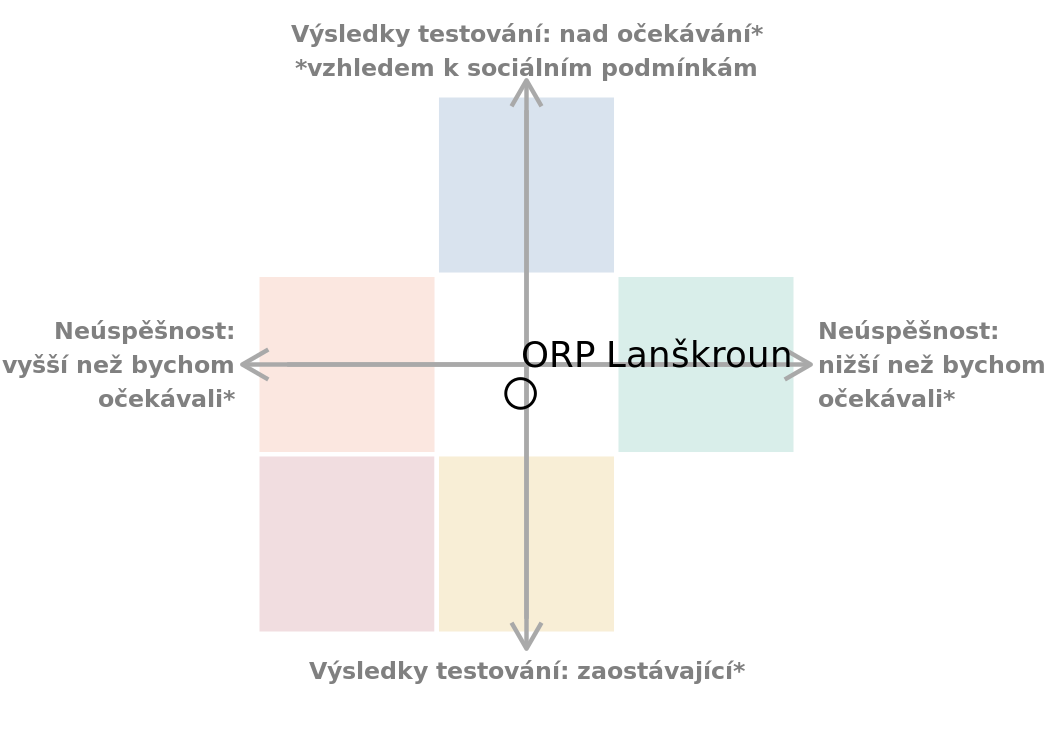 Výsledky testování: nad očekávání*
*vzhledem k sociálním podmínkám
Neúspěšnost:
vyšší než bychom
očekávali*
ORP Lanškroun
Neúspěšnost:
nižší než bychom
očekávali*
Výsledky testování: zaostávající*